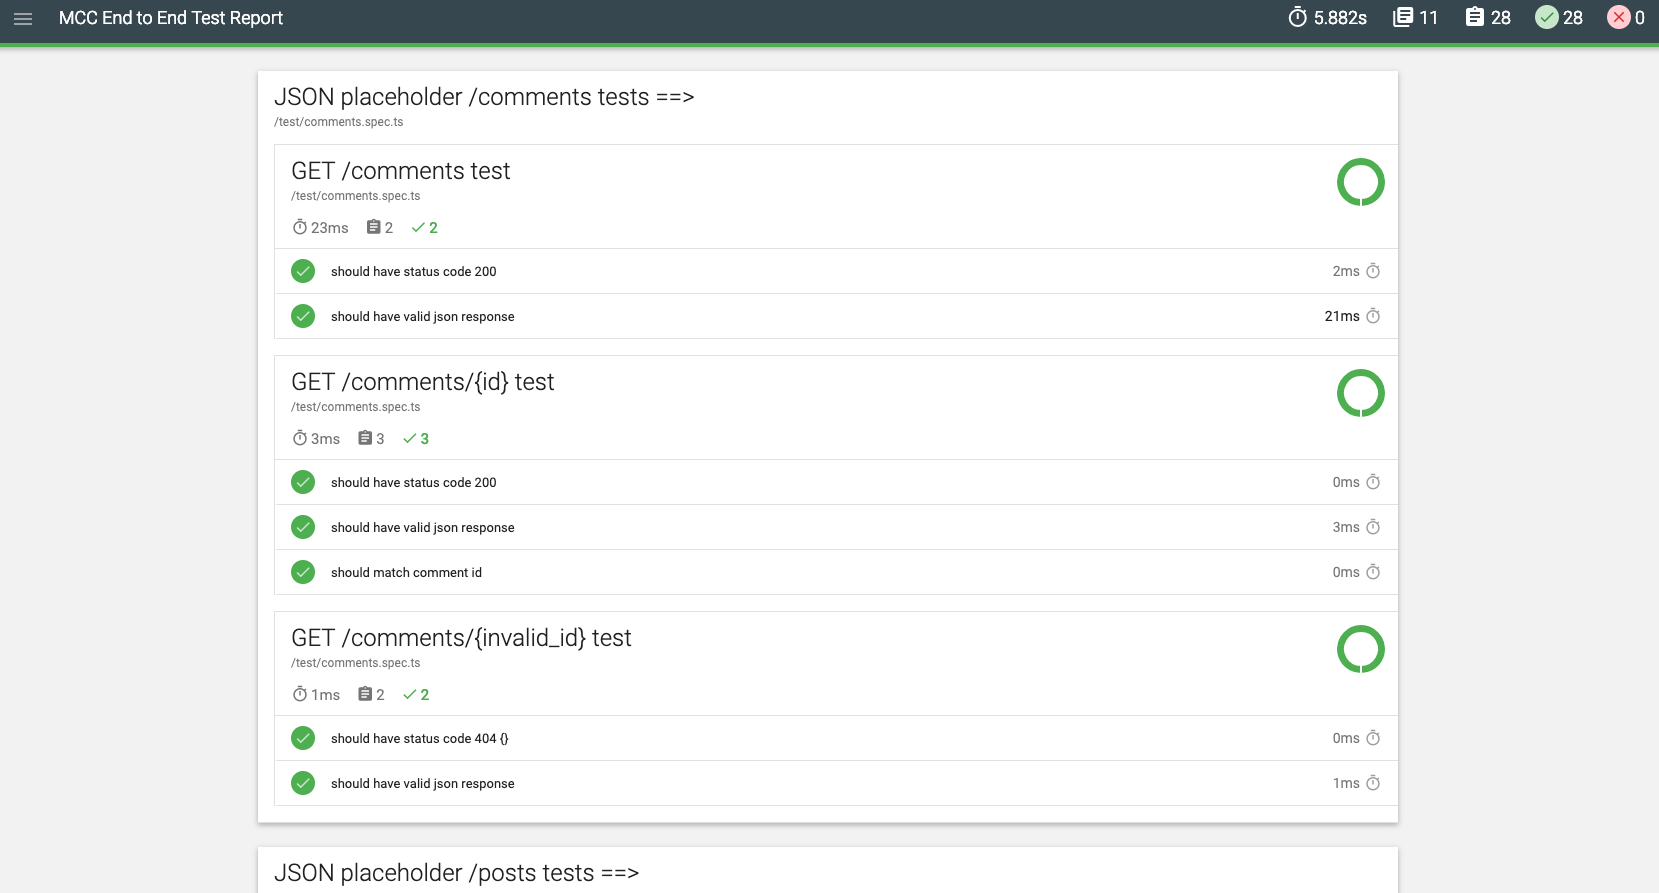 MCC End to End Test Report 5.882s 11 28 28 0
JSON placeholder /comments tests ==>
/test/comments.spec.ts
GET /comments test
/test/comments.spec.ts
23ms 2 2
should have status code 200 2ms
should have valid json response 21ms
GET /comments/{id} test
/test/comments.spec.ts
3ms 3 3
should have status code 200 0ms
should have valid json response 3ms
should match comment id 0ms
GET /comments/{invalid_id} test
/test/comments.spec.ts
1ms 2 2
should have status code 404 {} 0ms
should have valid json response 1ms
JSON placeholder /posts tests ==>